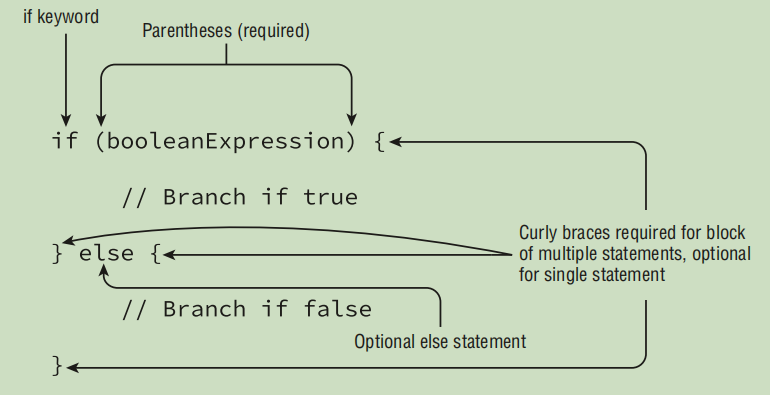 if keyword
Parentheses (required)
if (booleanExpression) {
// Branch if true
} else {
Curly braces required for block
of multiple statements, optional
for single statement
// Branch if false
Optional else statement
}